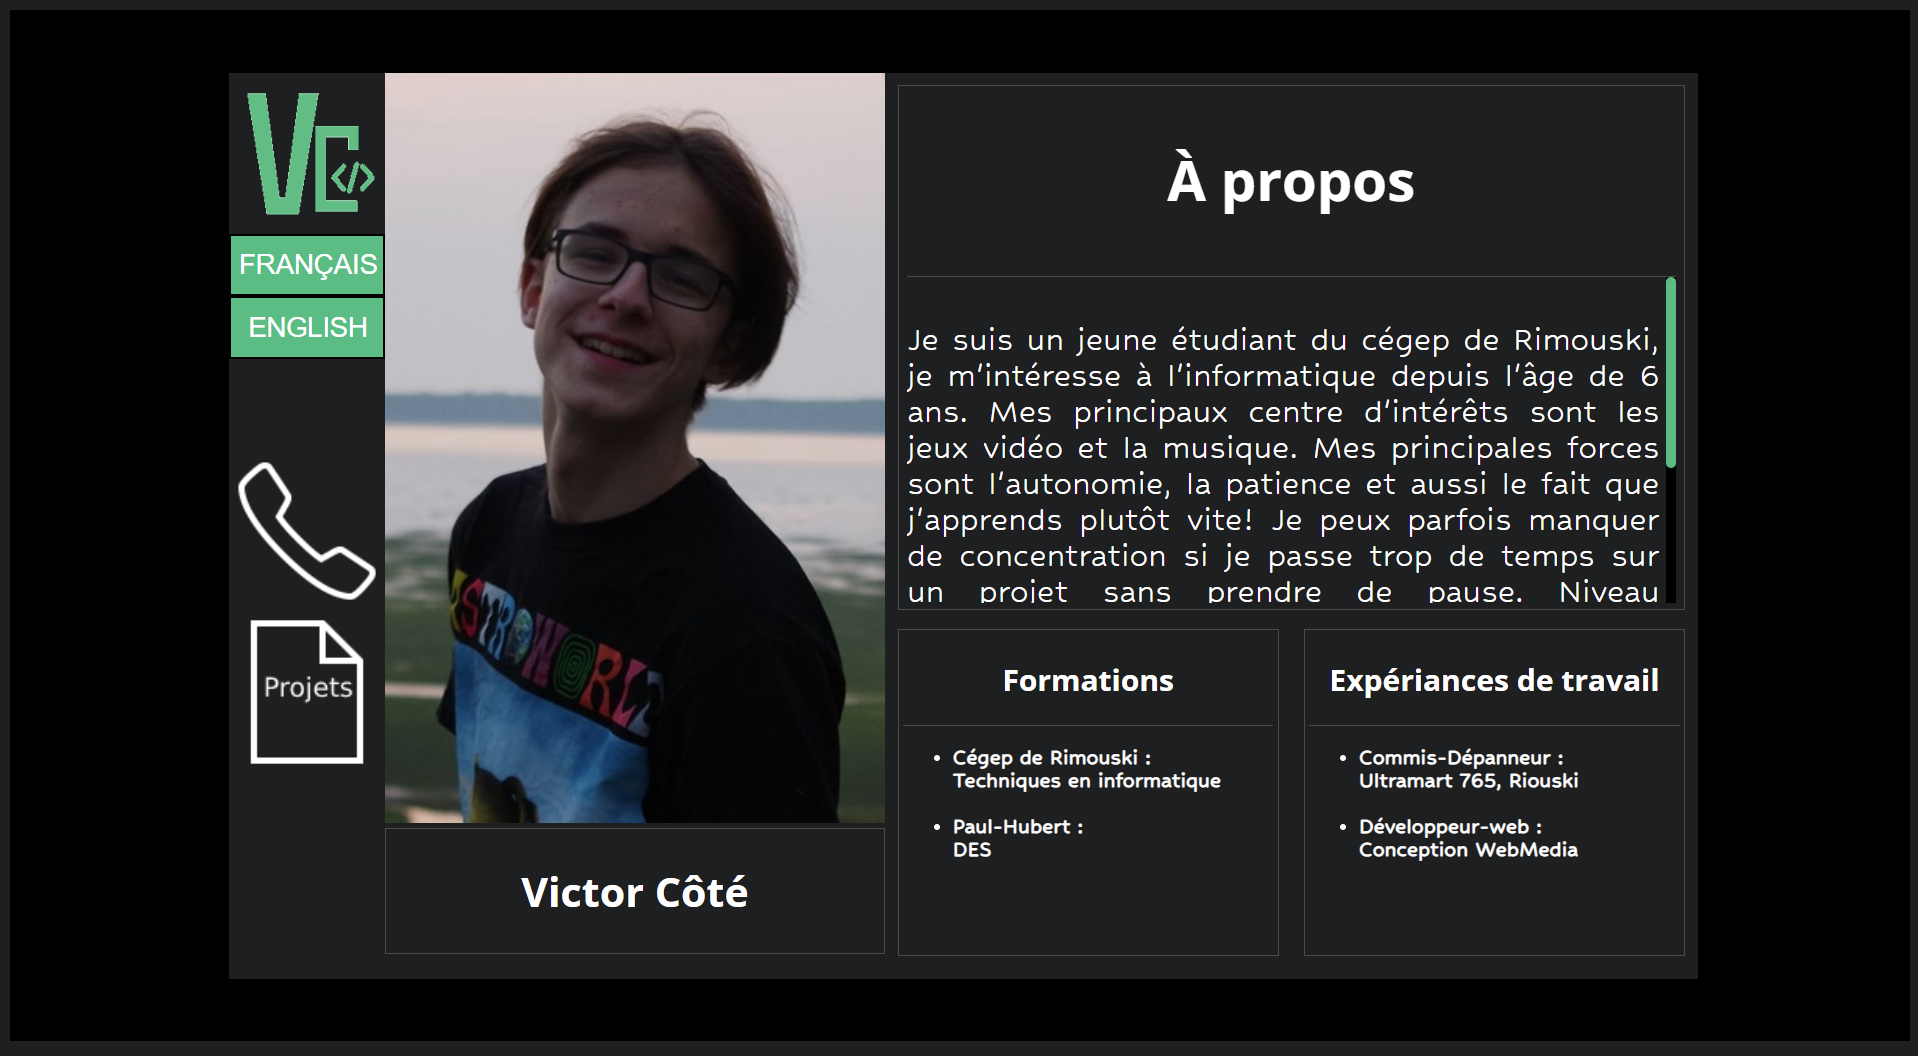 VC </>
FRANÇAIS
ENGLISH
Projets
ASTROWORLD
Victor Côté
À propos
Je suis un jeune étudiant du cégep de Rimouski,
je m'intéresse à l'informatique depuis l'âge de 6
ans. Mes principaux centre d'intérêts sont les
jeux vidéo et la musique. Mes principales forces
sont l'autonomie, la patience et aussi le fait que
j'apprends plutôt vite! Je peux parfois manquer
de concentration si je passe trop de temps sur
un projet sans prendre de pause. Niveau
Formations
• Cégep de Rimouski :
Techniques en informatique
• Paul-Hubert :
DES
Expériances de travail
• Commis-Dépanneur :
Ultramart 765, Riouski
• Développeur-web :
Conception WebMedia